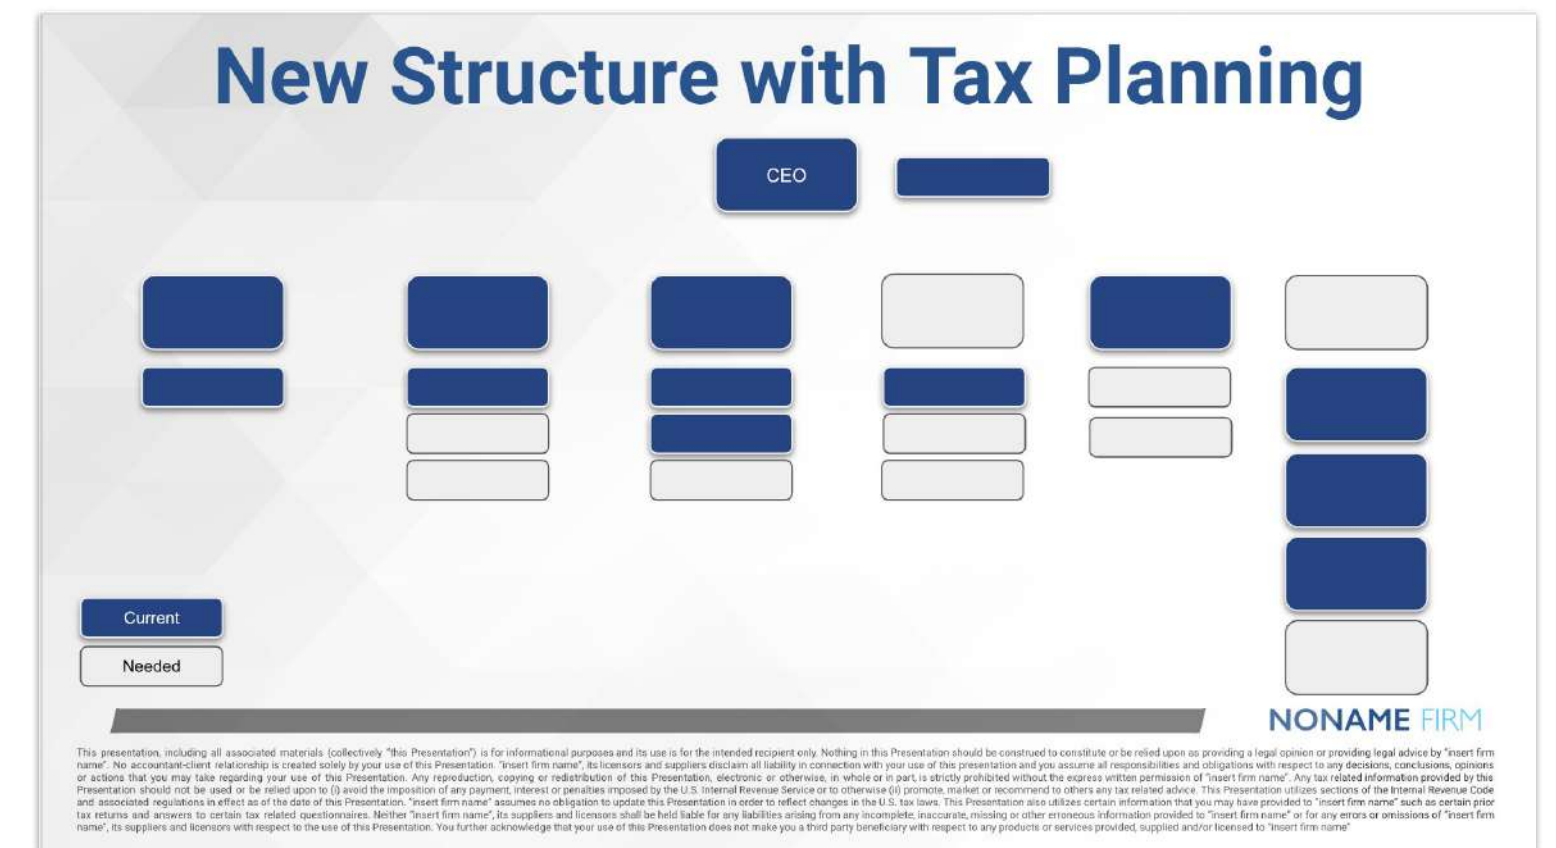 New Structure with Tax Planning
CEO
Current
Needed
NONAME FIRM
This presentation, including all associated materials (collectively "this Presentation") is for informational purposes and its use is for the intended recipient only. Nothing in this Presentation should be construed to constitute or be relied upon as providing a legal opinion or providing legal advice by "insert firm
name". No accountant-client relationship is created solely by your use of this Presentation. "insert firm name", its licensors and suppliers disclaim all liability in connection with your use of this presentation and you assume all responsibilities and obligations with respect to any decisions, conclusions, opinions
or actions that you may take regarding your use of this Presentation. Any reproduction, copying or redistribution of this Presentation, electronic or otherwise, in whole or in part, is strictly prohibited without the express written permission of "insert firm name". Any tax related information provided by this
Presentation should not be used or be relied upon to (i) avoid the imposition of any payment, interest or penalties imposed by the U.S. Internal Revenue Service or to otherwise (ii) promote, market or recommend to others any tax related advice. This Presentation utilizes sections of the Internal Revenue Code
and associated regulations in effect as of the date of this Presentation. "insert firm name" assumes no obligation to update this Presentation in order to reflect changes in the U.S. tax laws. This Presentation also utilizes certain information that you may have provided to "insert firm name" such as certain prior
tax returns and answers to certain tax related questionnaires. Neither "insert firm name", its suppliers and licensors shall be held liable for any liabilities arising from any incomplete, inaccurate, missing or other erroneous information provided to "insert firm name" or for any errors or omissions of "insert firm
name", its suppliers and licensors with respect to the use of this Presentation. You further acknowledge that your use of this Presentation does not make you a third party beneficiary with respect to any products or services provided, supplied and/or licensed to "insert firm name"